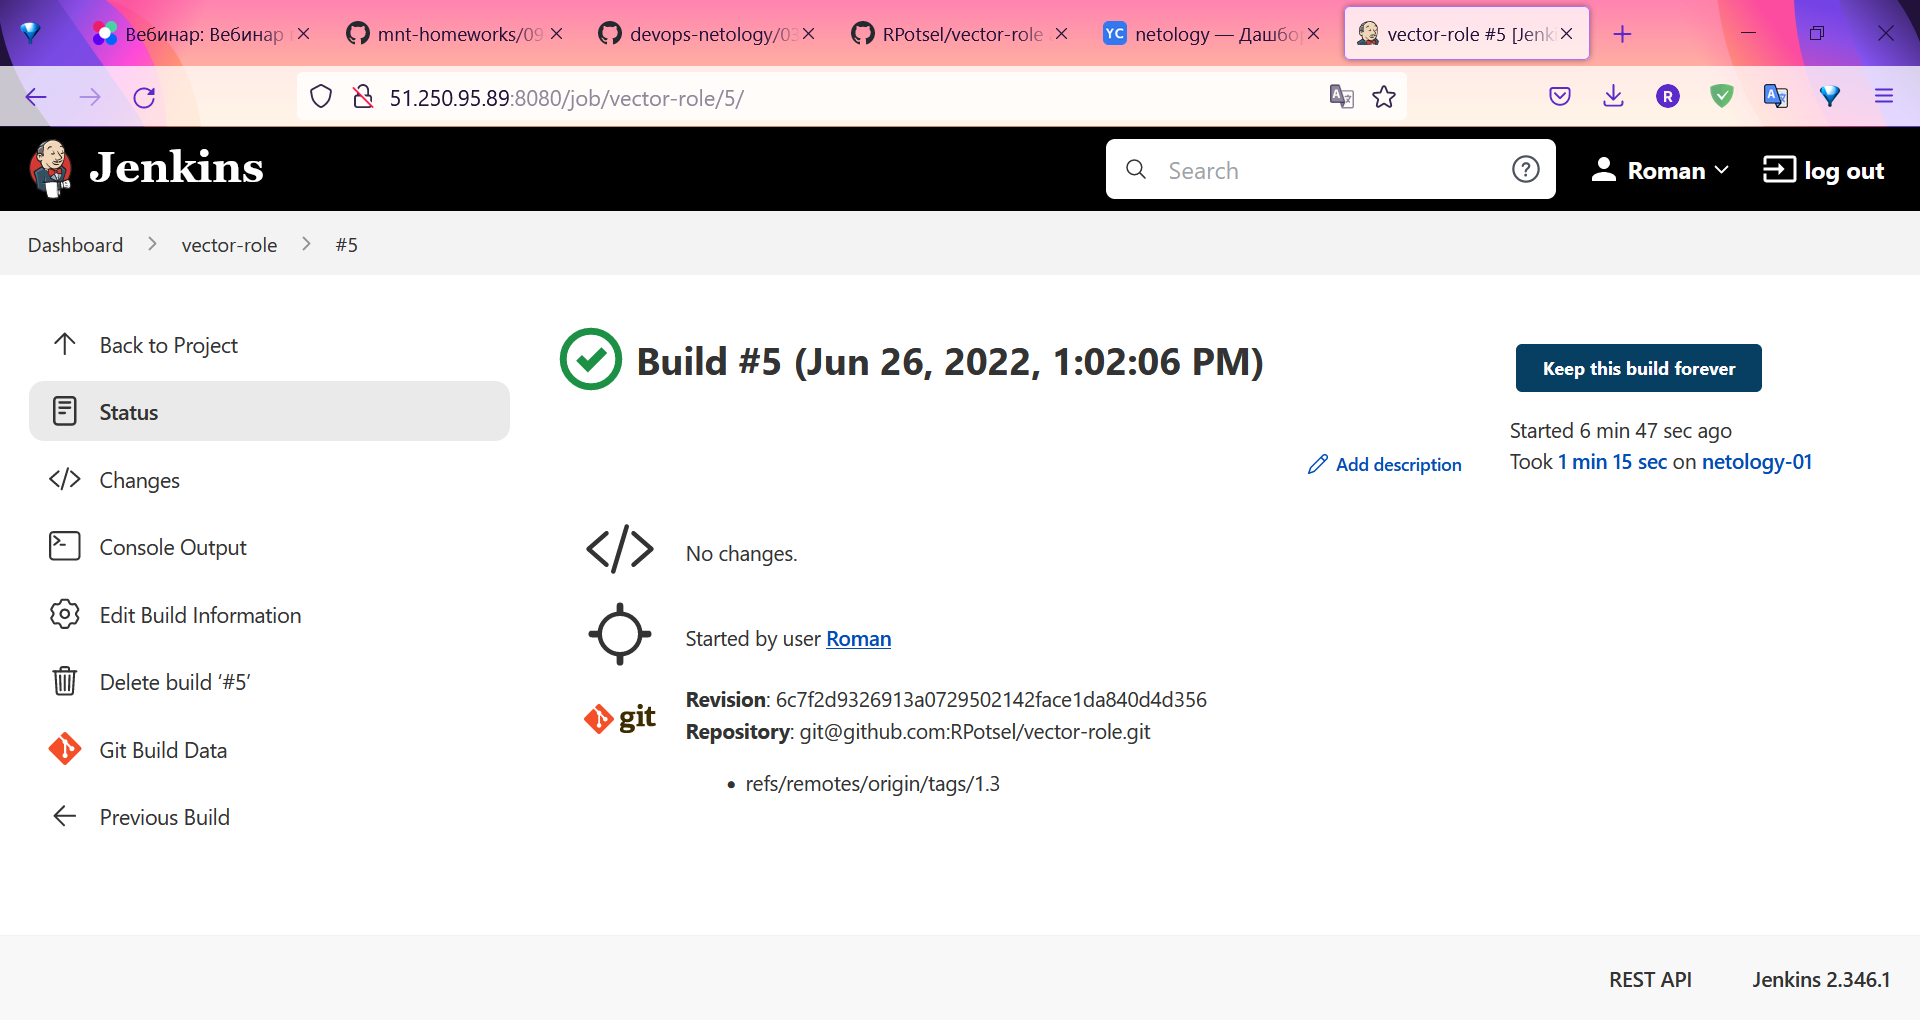 Вебинар: Вебинар
mnt-homeworks/09
devops-netology/03
RPotsel/vector-role
YC netology — Дашбо
vector-role #5 [Jenk
51.250.95.89:8080/job/vector-role/5/
R
Jenkins
Search
Roman
log out
Dashboard
vector-role
#5
Back to Project
Status
Changes
Console Output
Edit Build Information
Delete build ‘#5’
Git Build Data
Previous Build
Build #5 (Jun 26, 2022, 1:02:06 PM)
Keep this build forever
Started 6 min 47 sec ago
Took 1 min 15 sec on netology-01
Add description
No changes.
Started by user Roman
git
Revision: 6c7f2d9326913a0729502142face1da840d4d356
Repository: git@github.com:RPotsel/vector-role.git
• refs/remotes/origin/tags/1.3
REST API
Jenkins 2.346.1